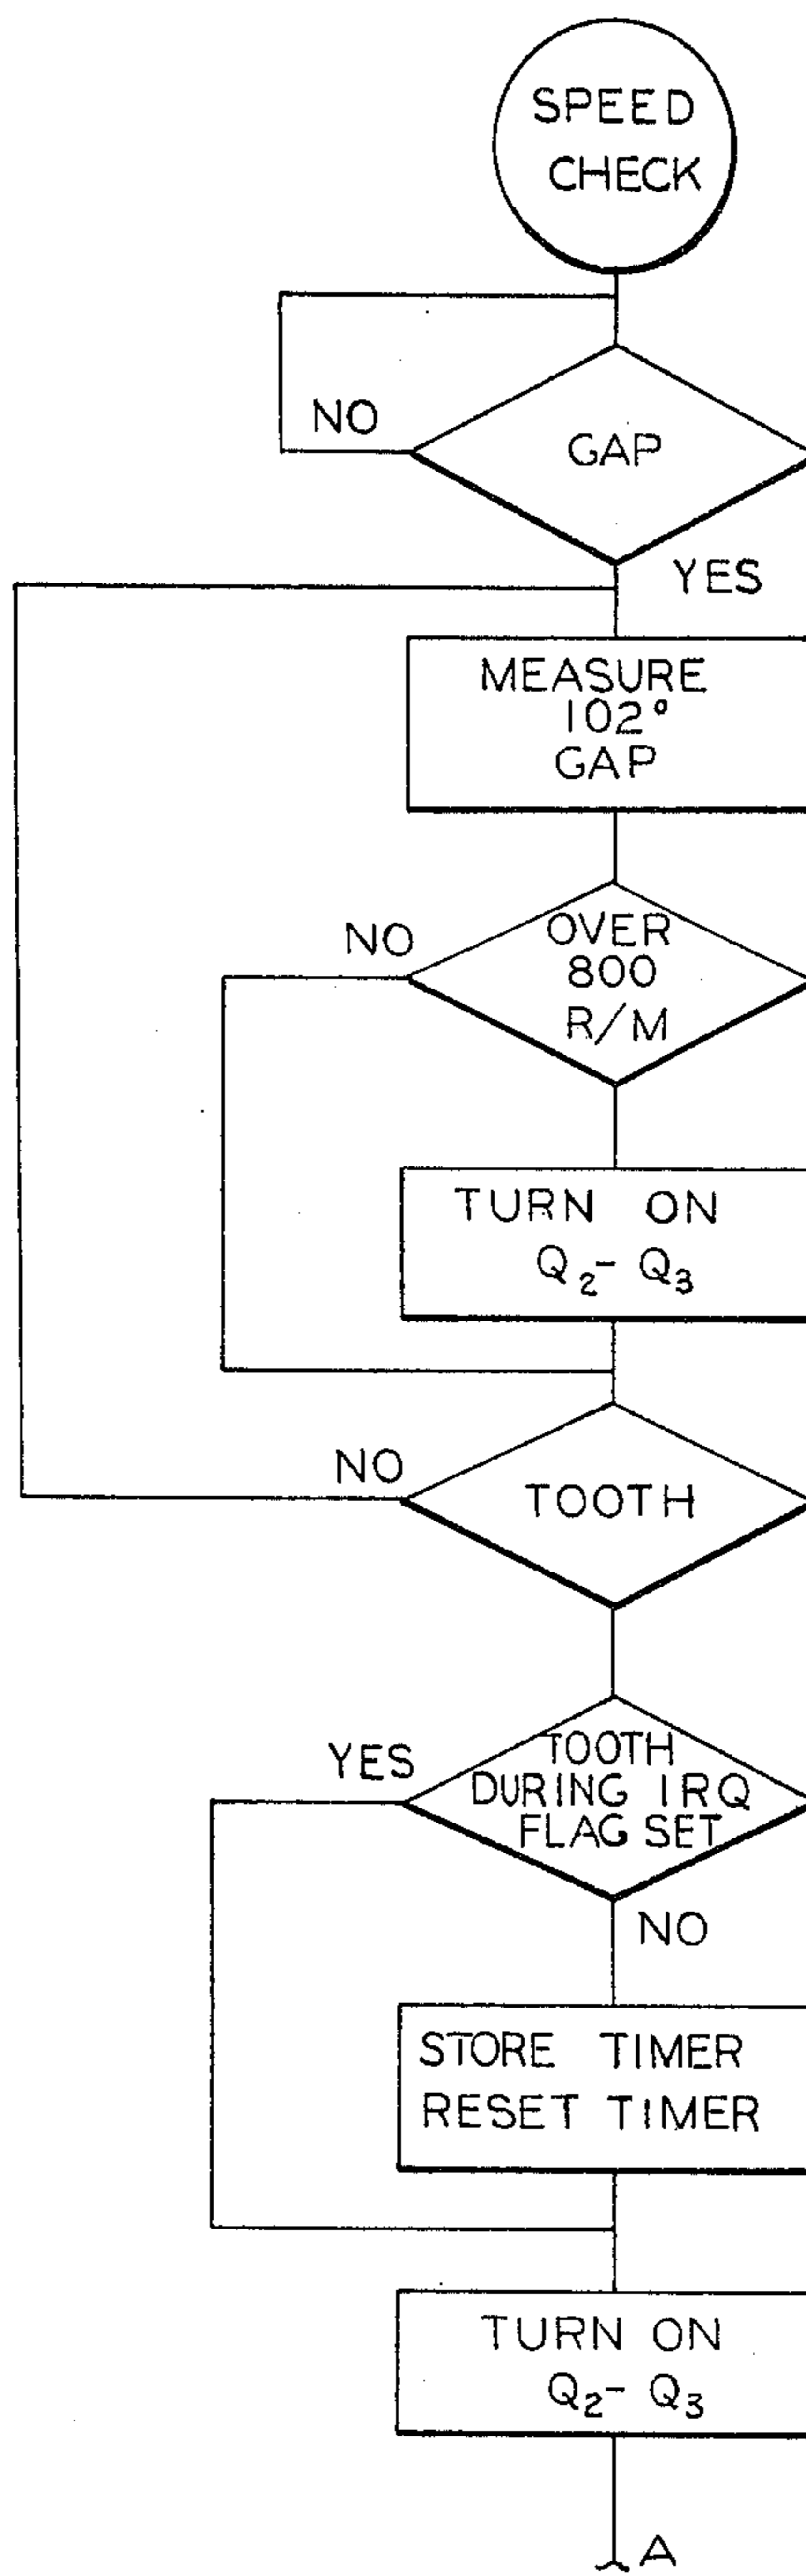 SPEED
CHECK
NO
GAP
YES
MEASURE
102°
GAP
NO
OVER
800
R/M
TURN ON
Q₂- Q₃
NO
TOOTH
YES
TOOTH
DURING IRQ
FLAG SET
NO
STORE TIMER
RESET TIMER
TURN ON
Q₂- Q₃
A